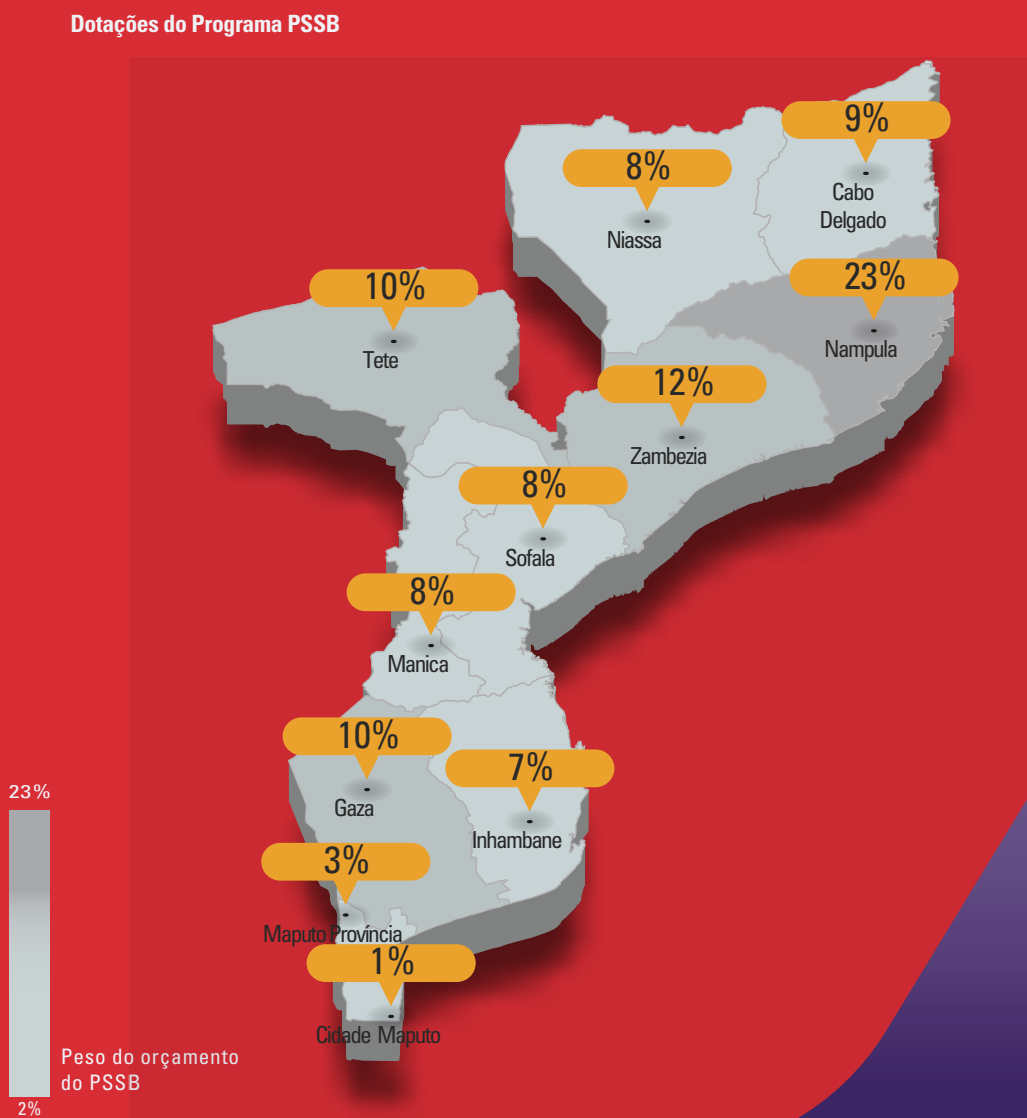 Dotações do Programa PSSB
9%
Cabo
Delgado
8%
Niassa
23%
Nampula
10%
Tete
12%
Zambezia
8%
Sofala
8%
Manica
10%
Gaza
7%
Inhambane
3%
Maputo Província
1%
Cidade Maputo
23%
Peso do orçamento
do PSSB
2%